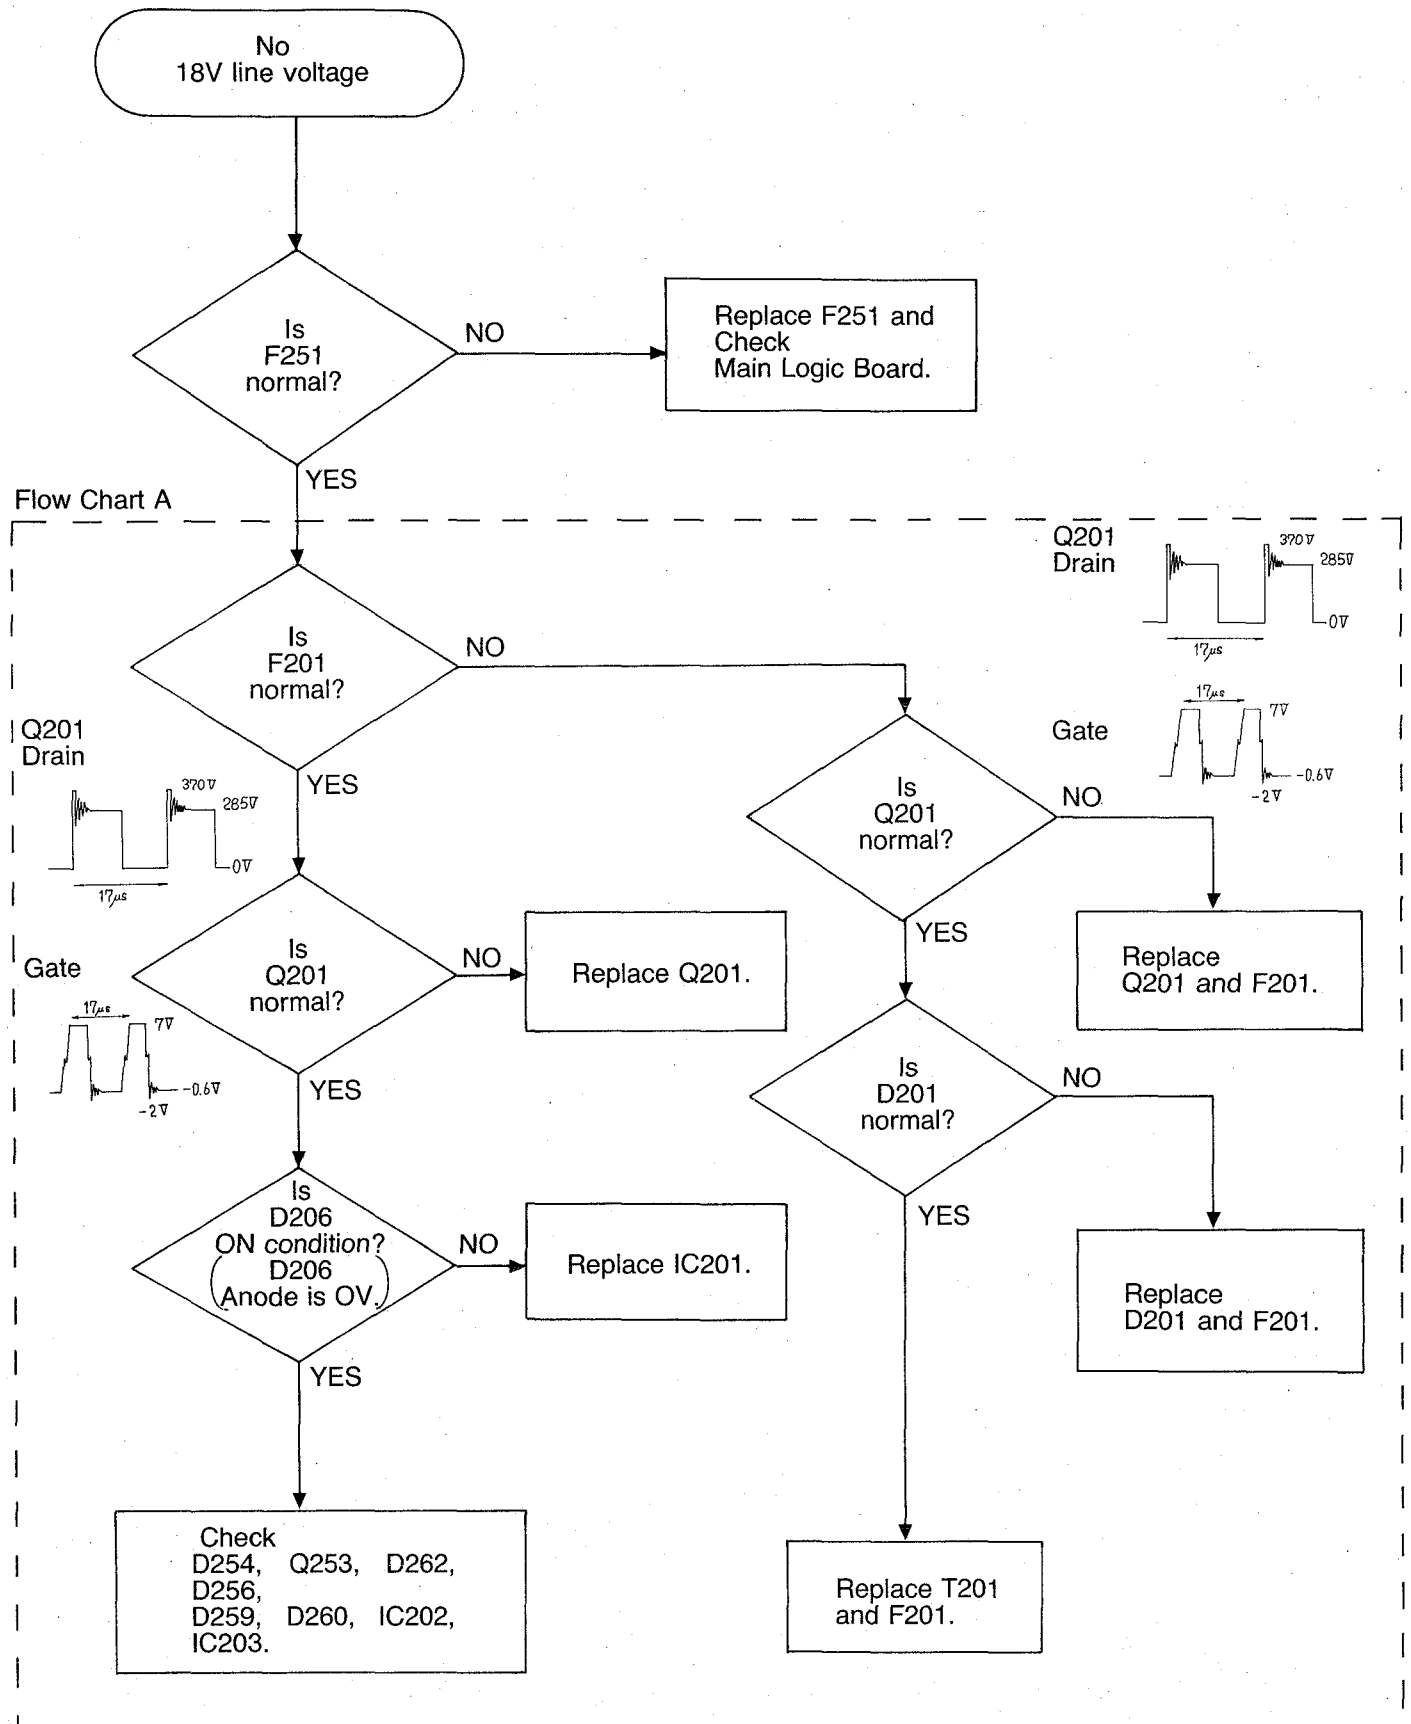 No
18V line voltage
Is
F251
normal?
NO
Replace F251 and
Check
Main Logic Board.
YES
Flow Chart A
Q201
Drain
370V
285V
0V
17µs
Is
F201
normal?
NO
YES
Q201
Drain
370V
285V
0V
17µs
Gate
17µs
7V
-0.6V
-2V
Is
Q201
normal?
NO
YES
Replace
Q201 and F201.
Is
Q201
normal?
NO
Replace Q201.
YES
Gate
17µs
7V
-0.6V
-2V
Is
D201
normal?
NO
YES
Replace
D201 and F201.
Is
D206
ON condition?
(D206
Anode is OV.)
NO
Replace IC201.
YES
Check
D254, Q253, D262,
D256,
D259, D260, IC202,
IC203.
Replace T201
and F201.